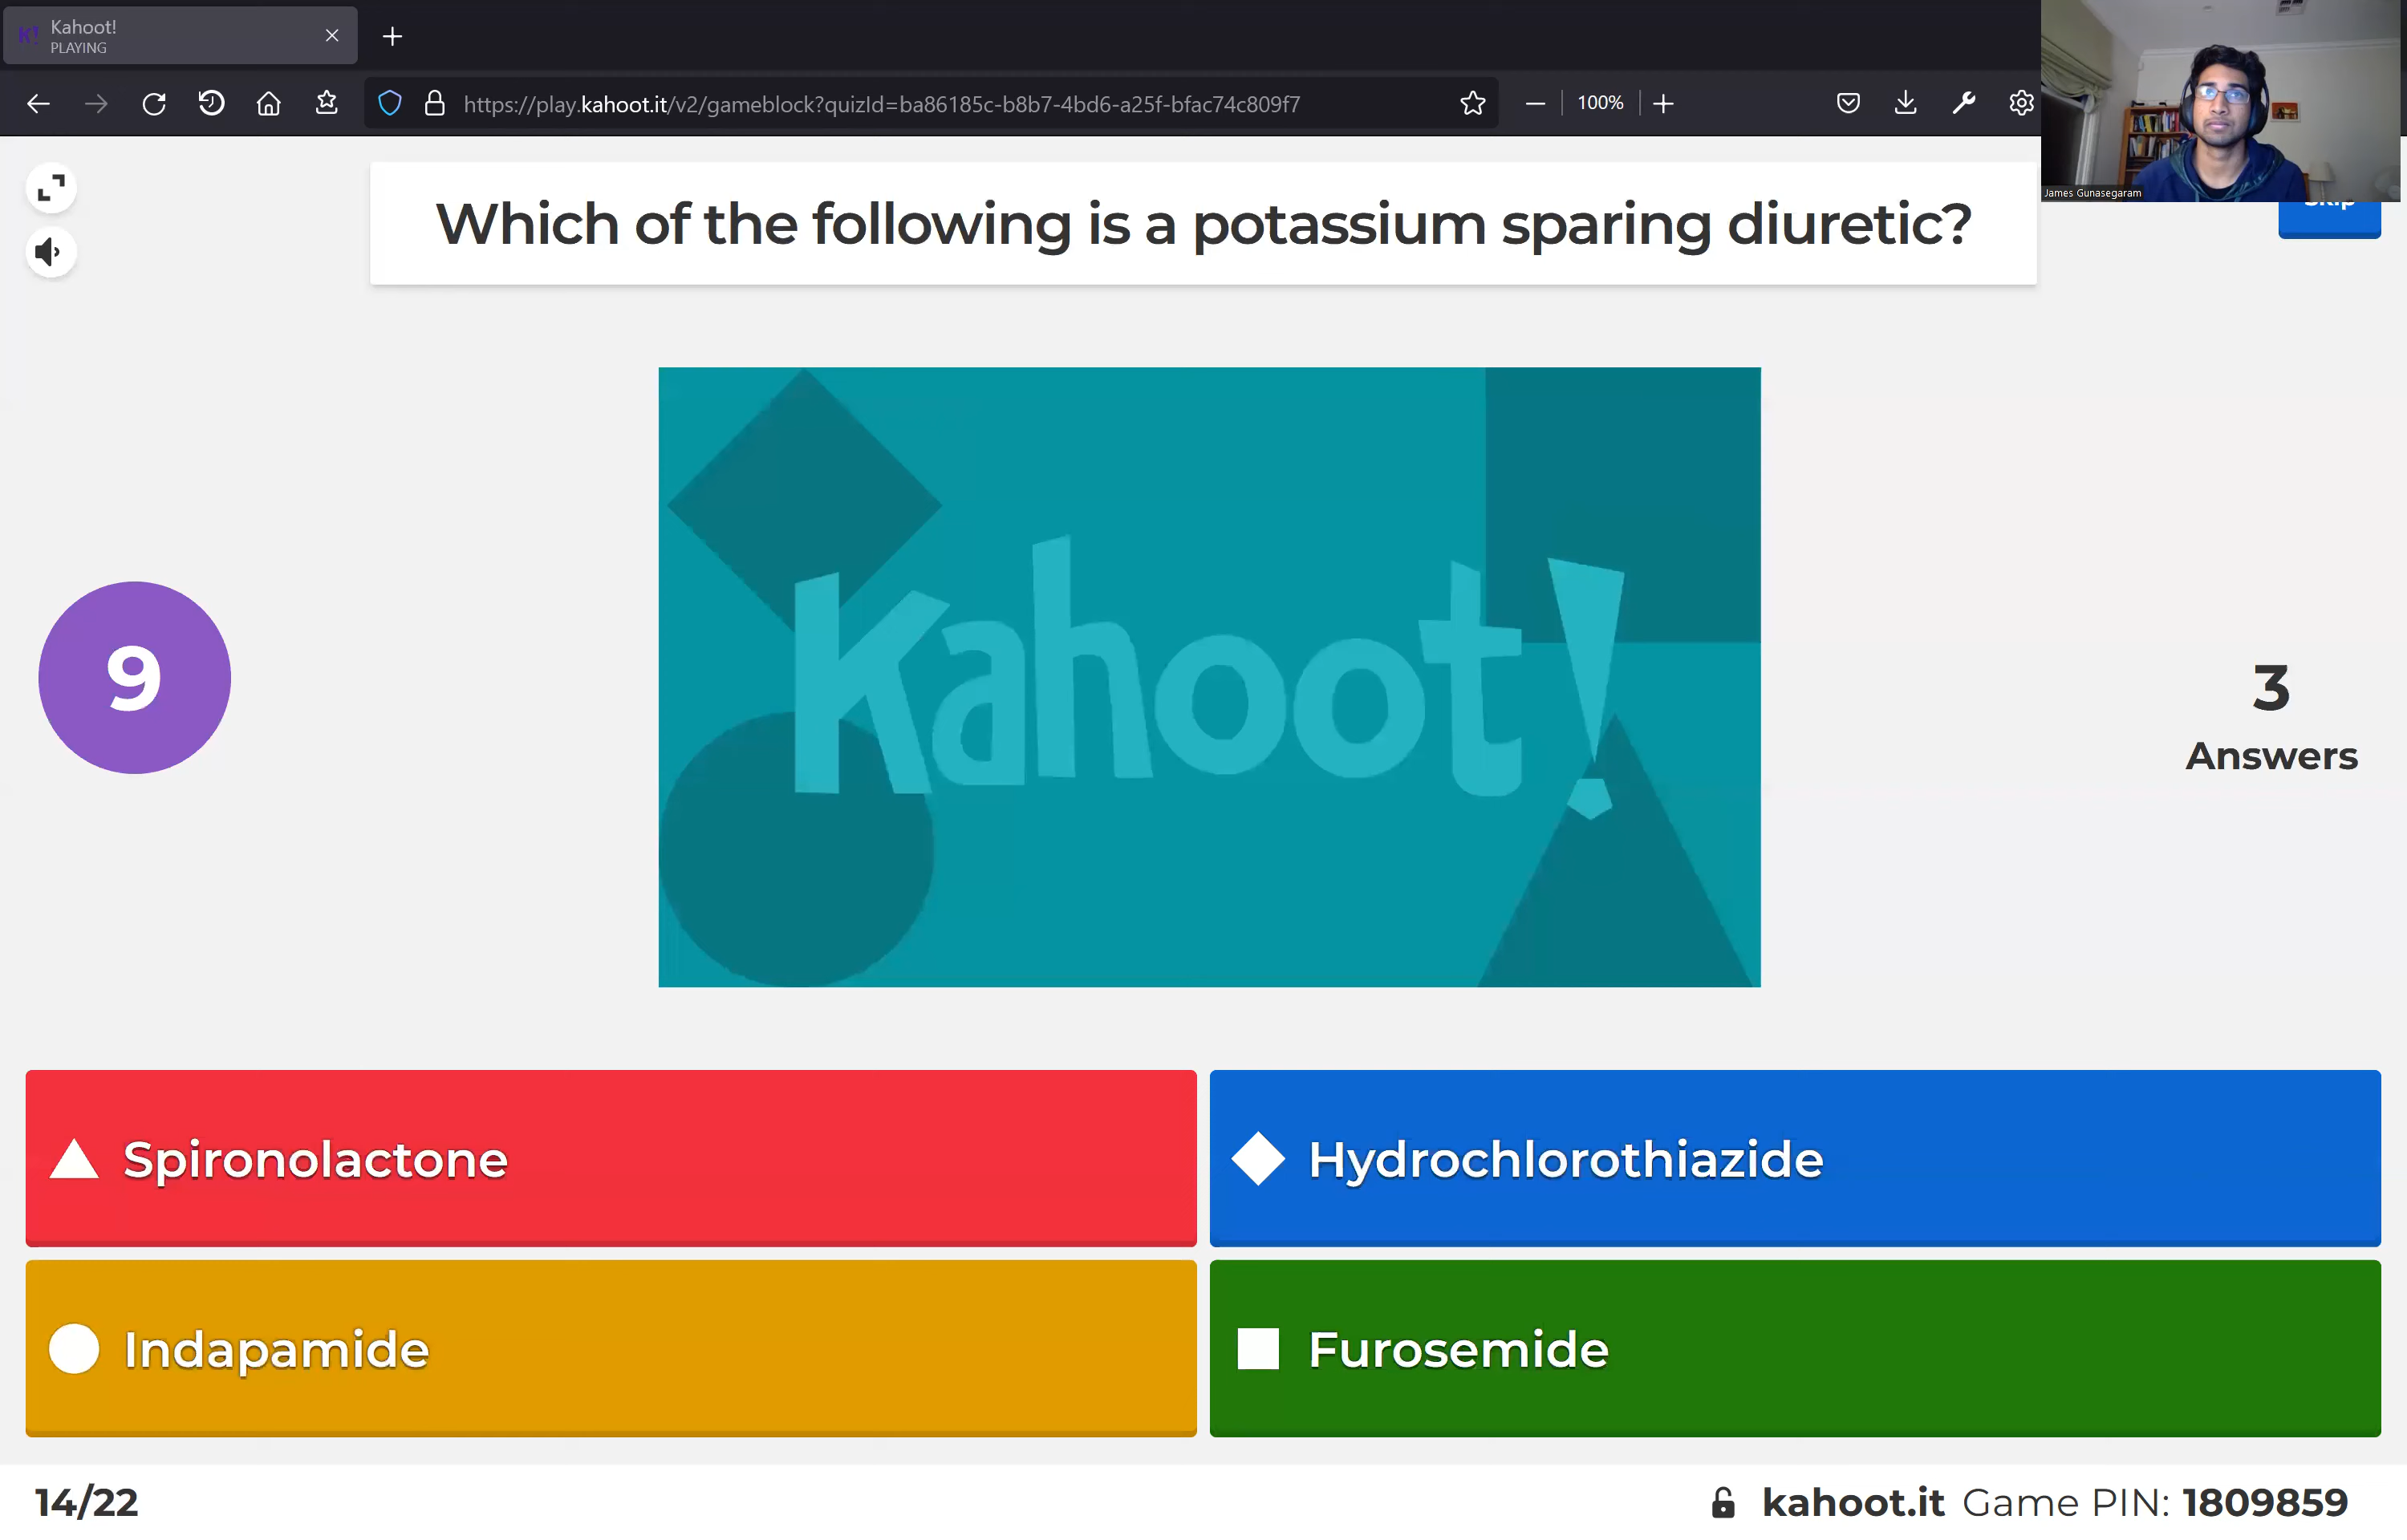 Kahoot!
PLAYING
https://play.kahoot.it/v2/gameblock?quizId=ba86185c-b8b7-4bd6-a25f-bfac74c809f7
100%
James Gunasegaram
Skip
Which of the following is a potassium sparing diuretic?
Kahoot!
9
3
Answers
Spironolactone
Hydrochlorothiazide
Indapamide
Furosemide
14/22
kahoot.it Game PIN: 1809859